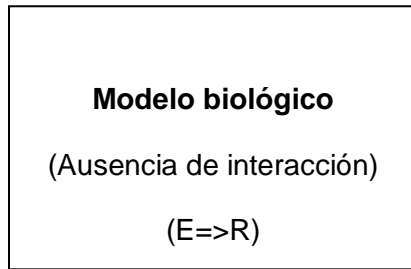 Modelo biológico
(Ausencia de interacción)
(E=>R)